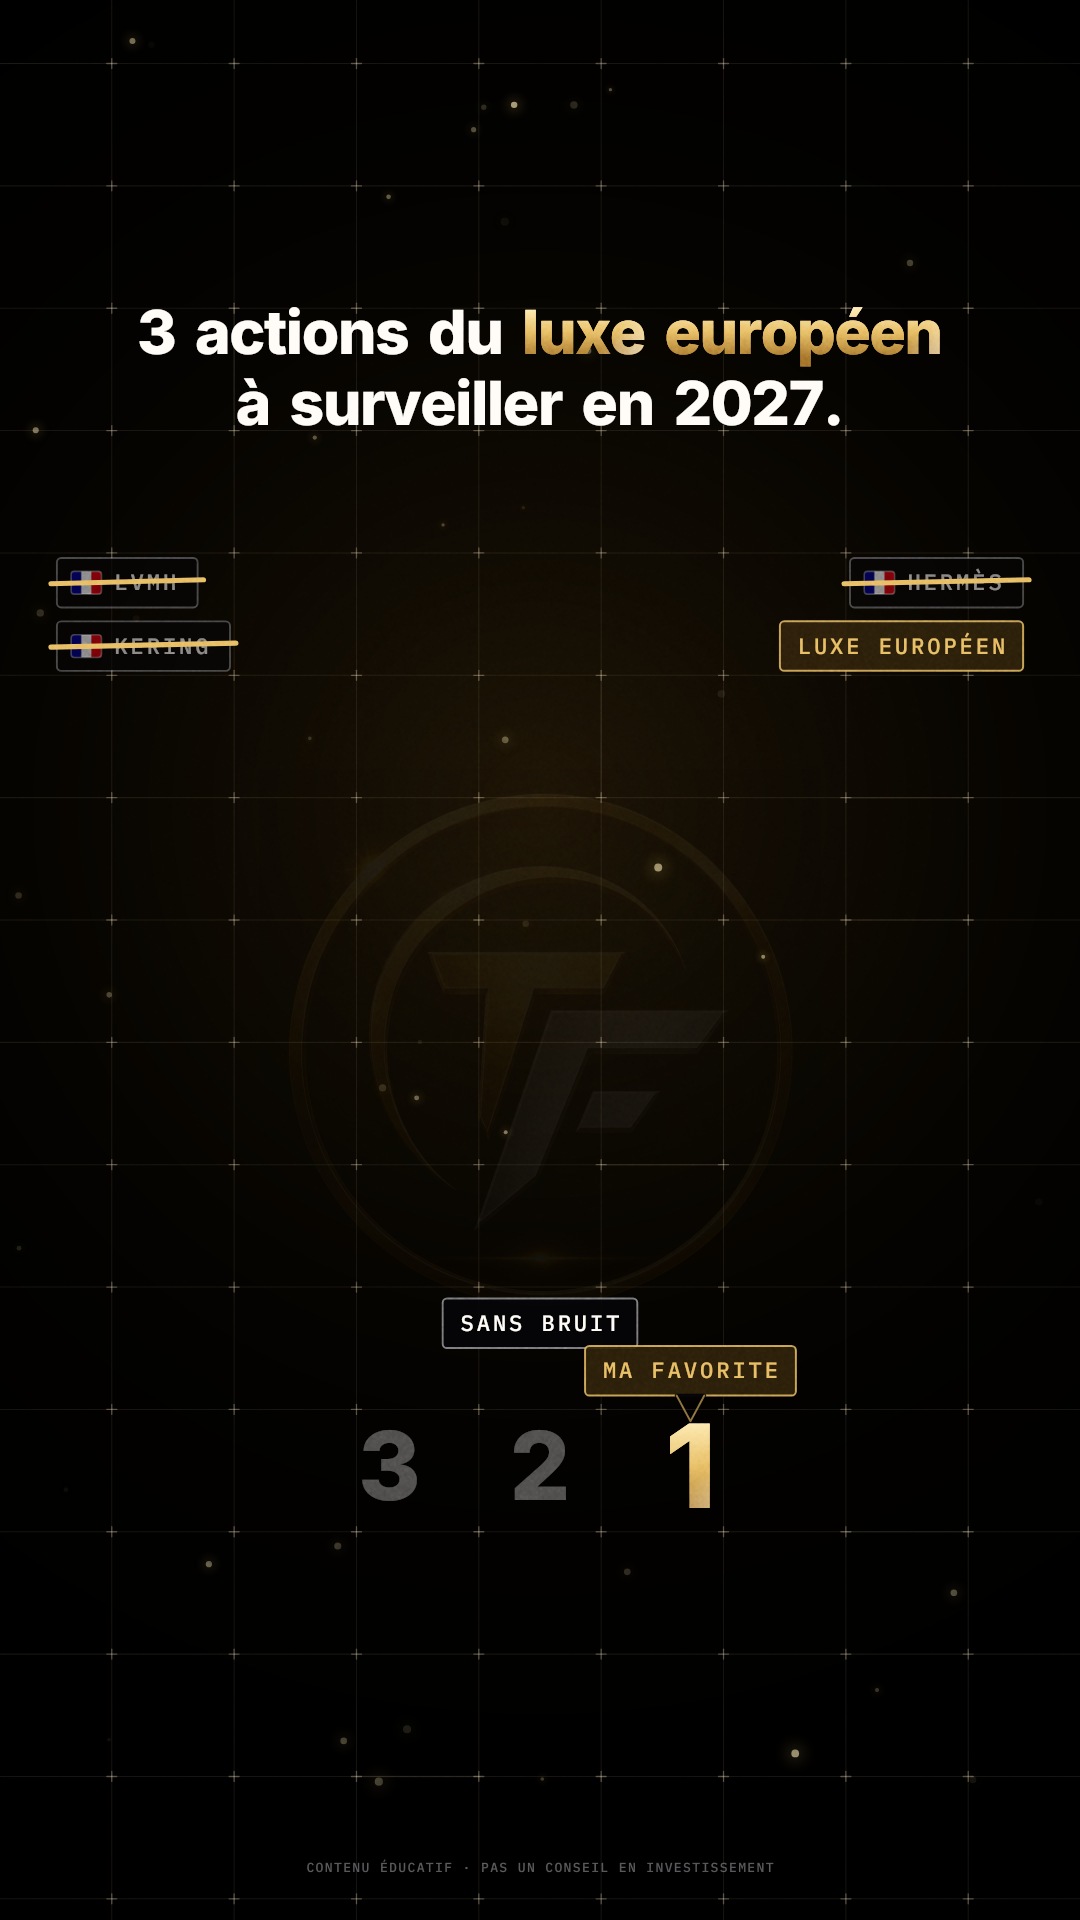 3 actions du luxe européen
à surveiller en 2027.
LVMH
HERMÈS
KERING
LUXE EUROPÉEN
TF
SANS BRUIT
MA FAVORITE
3 2 1
CONTENU ÉDUCATIF · PAS UN CONSEIL EN INVESTISSEMENT